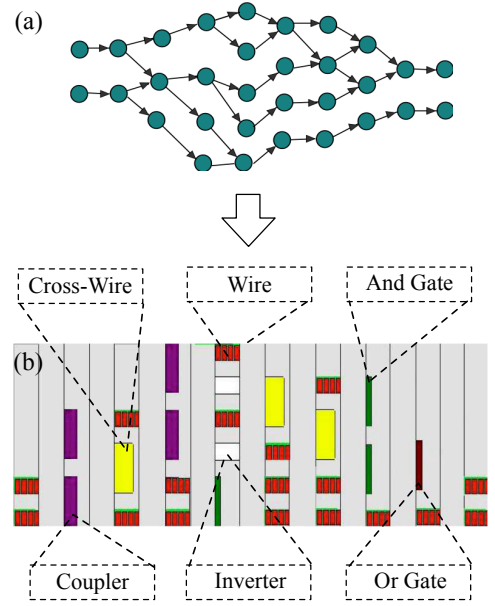 (a)
Cross-Wire
Wire
And Gate
(b)
Coupler
Inverter
Or Gate